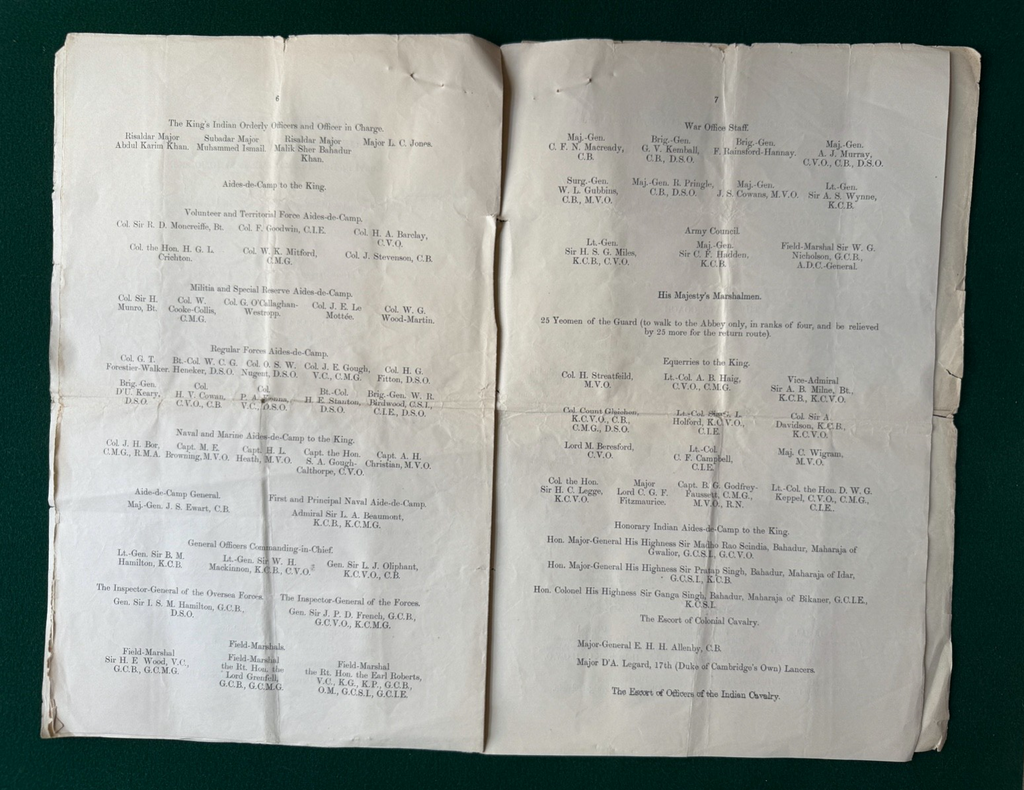 6
The King's Indian Orderly Officers and Officer in Charge.
Risaldar Major Subadar Major Risaldar Major Major L. C. Jones.
Abdul Karim Khan. Muhammed Ismail. Malik Sher Bahadur
Khan.
Aides-de-Camp to the King.
Volunteer and Territorial Force Aides-de-Camp.
Col. Sir R. D. Moncreiffe, Bt. Col. F. Goodwin, C.I.E. Col. H. A. Barclay,
C.V.O.
Col. the Hon. H. G. L. Col. W. K. Mitford, Col. J. Stevenson, C.B.
Crichton. C.M.G.
Militia and Special Reserve Aides-de-Camp.
Col. Sir H. Col. W. Col. G. O'Callaghan- Col. J. E. Le Col. W. G.
Munro, Bt. Cooke-Collis, Westropp. Mottée. Wood-Martin.
C.M.G.
Regular Forces Aides-de-Camp.
Col. G. T. Bt.-Col. W. C. G. Col. O. S. W. Col. J. E. Gough, Col. H. G.
Forestier-Walker. Heneker, D.S.O. Nugent, D.S.O. V.C., C.M.G. Fitton, D.S.O.
Brig. Gen. Col. Col. Bt.-Col. Brig.-Gen. W. R.
D'U. Keary, H. V. Cowan, P. A. Kenna, H. E. Stanton, Birdwood, C.S.I.,
D.S.O. C.V.O., C.B. V.C., D.S.O. D.S.O. C.I.E., D.S.O.
Naval and Marine Aides-de-Camp to the King.
Col. J. H. Bor, Capt. M. E. Capt. H. L. Capt. the Hon. Capt. A. H.
C.M.G., R.M.A. Browning, M.V.O. Heath, M.V.O. S. A. Gough- Christian, M.V.O.
Calthorpe, C.V.O.
Aide-de-Camp General. First and Principal Naval Aide-de-Camp.
Maj.-Gen. J. S. Ewart, C.B. Admiral Sir L. A. Beaumont,
K.C.B., K.C.M.G.
General Officers Commanding-in-Chief.
Lt.-Gen. Sir B. M. Lt.-Gen. Sir W. H. Gen. Sir L. J. Oliphant,
Hamilton, K.C.B. Mackinnon, K.C.B., C.V.O. K.C.V.O., C.B.
The Inspector-General of the Oversea Forces. The Inspector-General of the Forces.
Gen. Sir I. S. M. Hamilton, G.C.B., Gen. Sir J. P. D. French, G.C.B.,
D.S.O. G.C.V.O., K.C.M.G.
Field-Marshals.
Field-Marshal Field-Marshal Field-Marshal
Sir H. E Wood, V.C., the Rt. Hon. the the Rt. Hon. the Earl Roberts,
G.C.B., G.C.M.G. Lord Grenfell, V.C., K.G., K.P., G.C.B.,
G.C.B., G.C.M.G. O.M., G.C.S.I., G.C.I.E.
7
War Office Staff.
Maj.-Gen. Brig.-Gen. Brig.-Gen. Maj.-Gen.
C. F. N. Macready, G. V. Kemball, F. Rainsford-Hannay. A. J. Murray,
C.B. C.B., D.S.O. C.V.O., C.B., D.S.O.
Surg.-Gen. Maj.-Gen. R. Pringle, Maj.-Gen. Lt.-Gen.
W. L. Gubbins, C.B., D.S.O. J. S. Cowans, M.V.O. Sir A. S. Wynne,
C.B., M.V.O. K.C.B.
Army Council.
Lt.-Gen. Maj.-Gen. Field-Marshal Sir W. G.
Sir H. S. G. Miles, Sir C. F. Hadden, Nicholson, G.C.B.,
K.C.B., C.V.O. K.C.B. A.D.C.-General.
His Majesty's Marshalmen.
25 Yeomen of the Guard (to walk to the Abbey only, in ranks of four, and be relieved
by 25 more for the return route).
Equerries to the King.
Col. H. Streatfeild, Lt.-Col. A. B. Haig, Vice-Admiral
M.V.O. C.V.O., C.M.G. Sir A. B. Milne, Bt.,
K.C.B., K.C.V.O.
Col. Count Gleichen, Lt.-Col. Sir G. L. Col. Sir A.
K.C.V.O., C.B., Holford, K.C.V.O., Davidson, K.C.B.,
C.M.G., D.S.O. C.I.E. K.C.V.O.
Lord M. Beresford, Lt.-Col. Maj. C. Wigram,
C.V.O. C. F. Campbell, M.V.O.
C.I.E.
Col. the Hon. Major Capt. B. G. Godfrey- Lt.-Col. the Hon. D. W. G.
Sir H. C. Legge, Lord C. G. F. Faussett, C.M.G., Keppel, C.V.O., C.M.G.,
K.C.V.O. Fitzmaurice. M.V.O., R.N. C.I.E.
Honorary Indian Aides-de-Camp to the King.
Hon. Major-General His Highness Sir Madho Rao Scindia, Bahadur, Maharaja of
Gwalior, G.C.S.I., G.C.V.O.
Hon. Major-General His Highness Sir Pratap Singh, Bahadur, Maharaja of Idar,
G.C.S.I., K.C.B.
Hon. Colonel His Highness Sir Ganga Singh, Bahadur, Maharaja of Bikaner, G.C.I.E.,
K.C.S.I.
The Escort of Colonial Cavalry.
Major-General E. H. H. Allenby, C.B.
Major D'A. Legard, 17th (Duke of Cambridge's Own) Lancers.
The Escort of Officers of the Indian Cavalry.